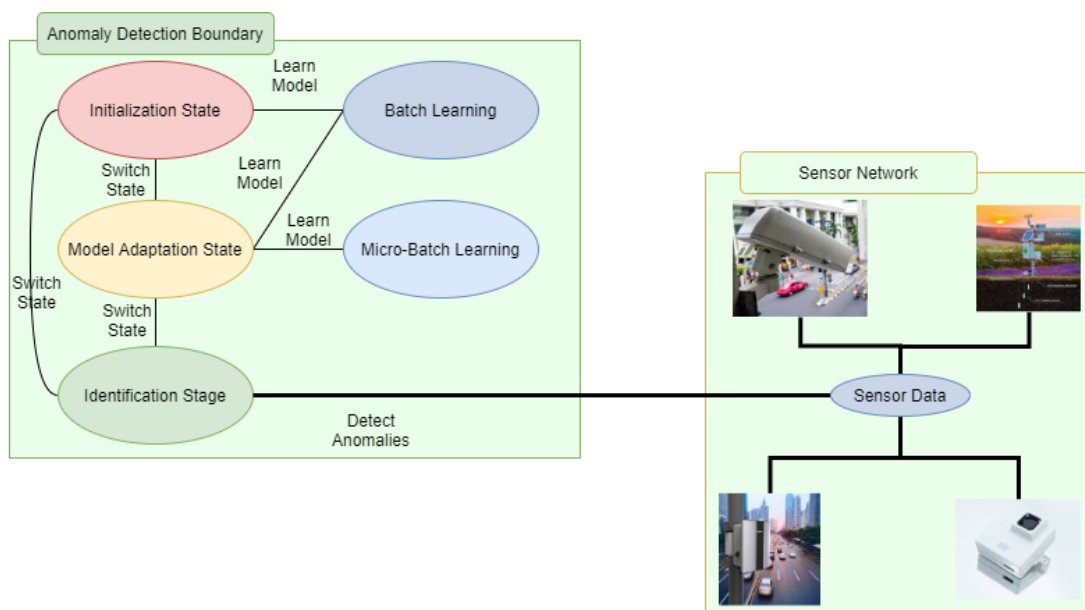 Anomaly Detection Boundary
Learn
Model
Initialization State
Batch Learning
Switch
State
Learn
Model
Learn
Model
Model Adaptation State
Micro-Batch Learning
Switch
State
Switch
State
Identification Stage
Detect
Anomalies
Sensor Network
Sensor Data